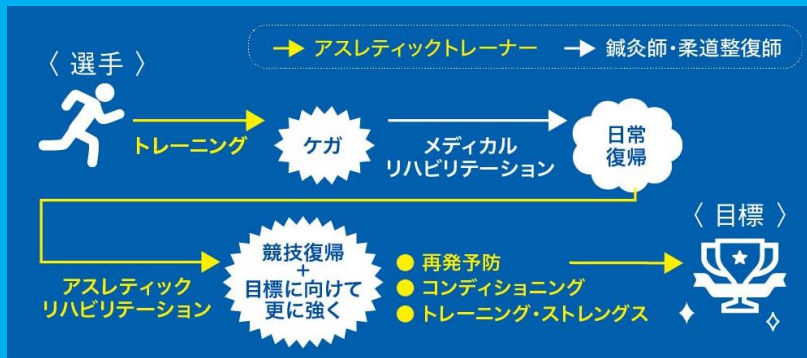 アスレティックトレーナー
鍼灸師・柔道整復師
〈 選手 〉
トレーニング
ケガ
メディカル
リハビリテーション
日常
復帰
アスレティック
リハビリテーション
競技復帰
+
目標に向けて
更に強く
● 再発予防
● コンディショニング
● トレーニング・ストレングス
〈 目標 〉